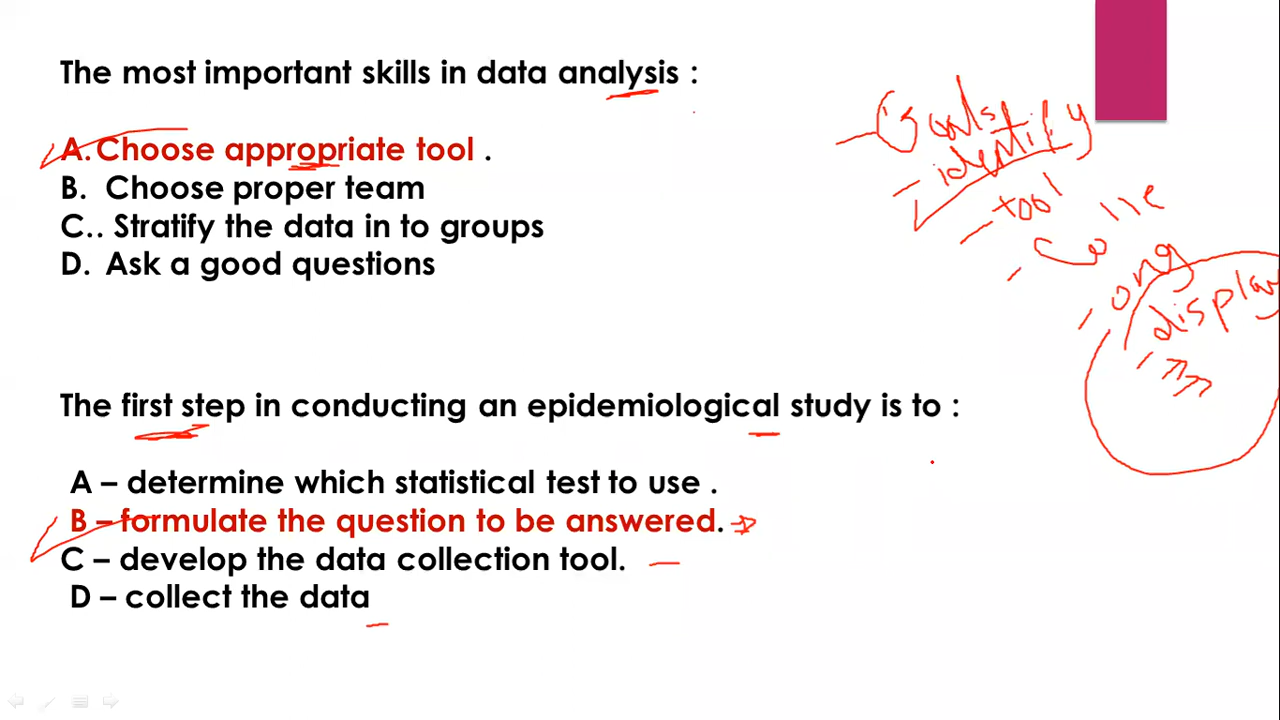 The most important skills in data analysis :
A. Choose appropriate tool .
B. Choose proper team
C.. Stratify the data in to groups
D. Ask a good questions
The first step in conducting an epidemiological study is to :
A – determine which statistical test to use .
B – formulate the question to be answered.
C – develop the data collection tool.
D – collect the data
- Goals
- identify
- tool
- Colle
- ong
display